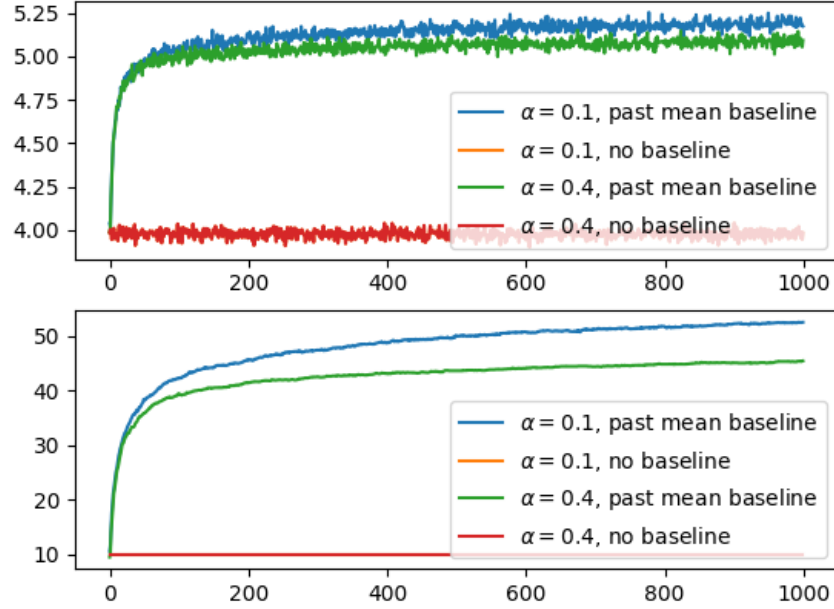 5.25
5.00
4.75
4.50
4.25
4.00
α = 0.1, past mean baseline
α = 0.1, no baseline
α = 0.4, past mean baseline
α = 0.4, no baseline
0 200 400 600 800 1000
50
40
30
20
10
α = 0.1, past mean baseline
α = 0.1, no baseline
α = 0.4, past mean baseline
α = 0.4, no baseline
0 200 400 600 800 1000